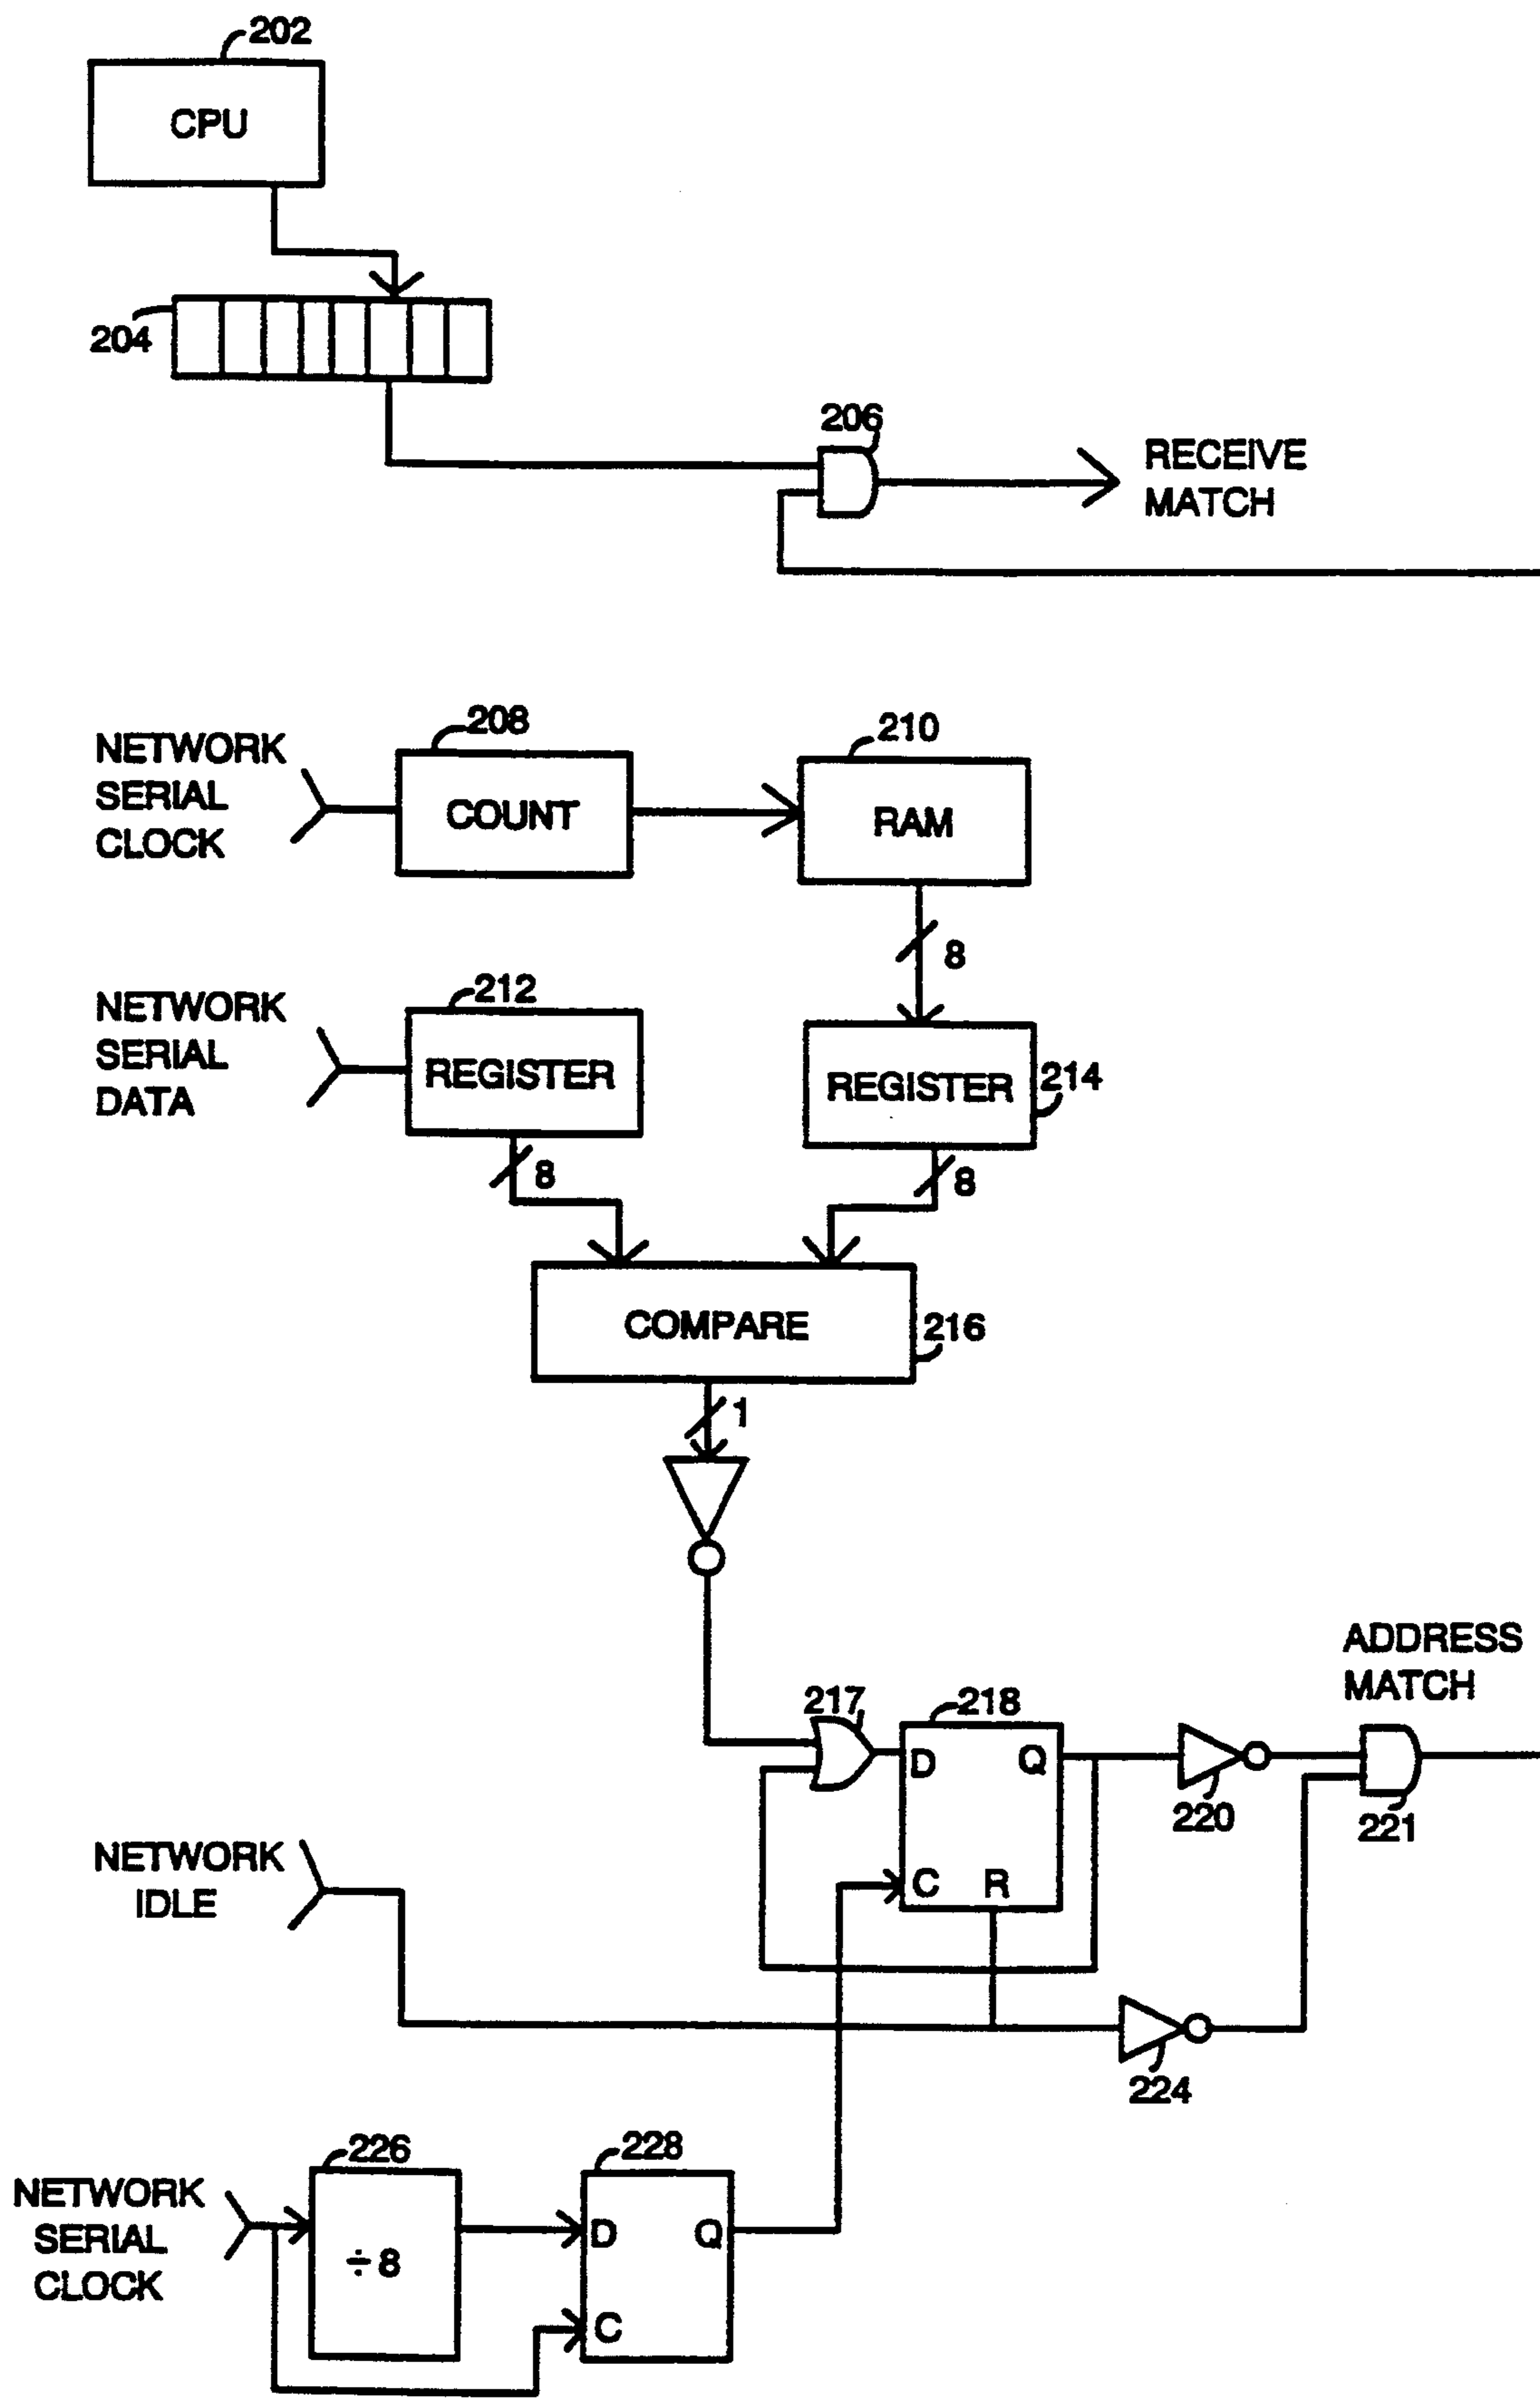 202
CPU
204
206
RECEIVE
MATCH
208
210
NETWORK
SERIAL
CLOCK
COUNT
RAM
8
212
NETWORK
SERIAL
DATA
REGISTER
REGISTER
214
8
8
COMPARE
216
1
ADDRESS
MATCH
217
218
D
Q
220
221
NETWORK
IDLE
C
R
224
226
228
NETWORK
SERIAL
CLOCK
÷8
D
Q
C